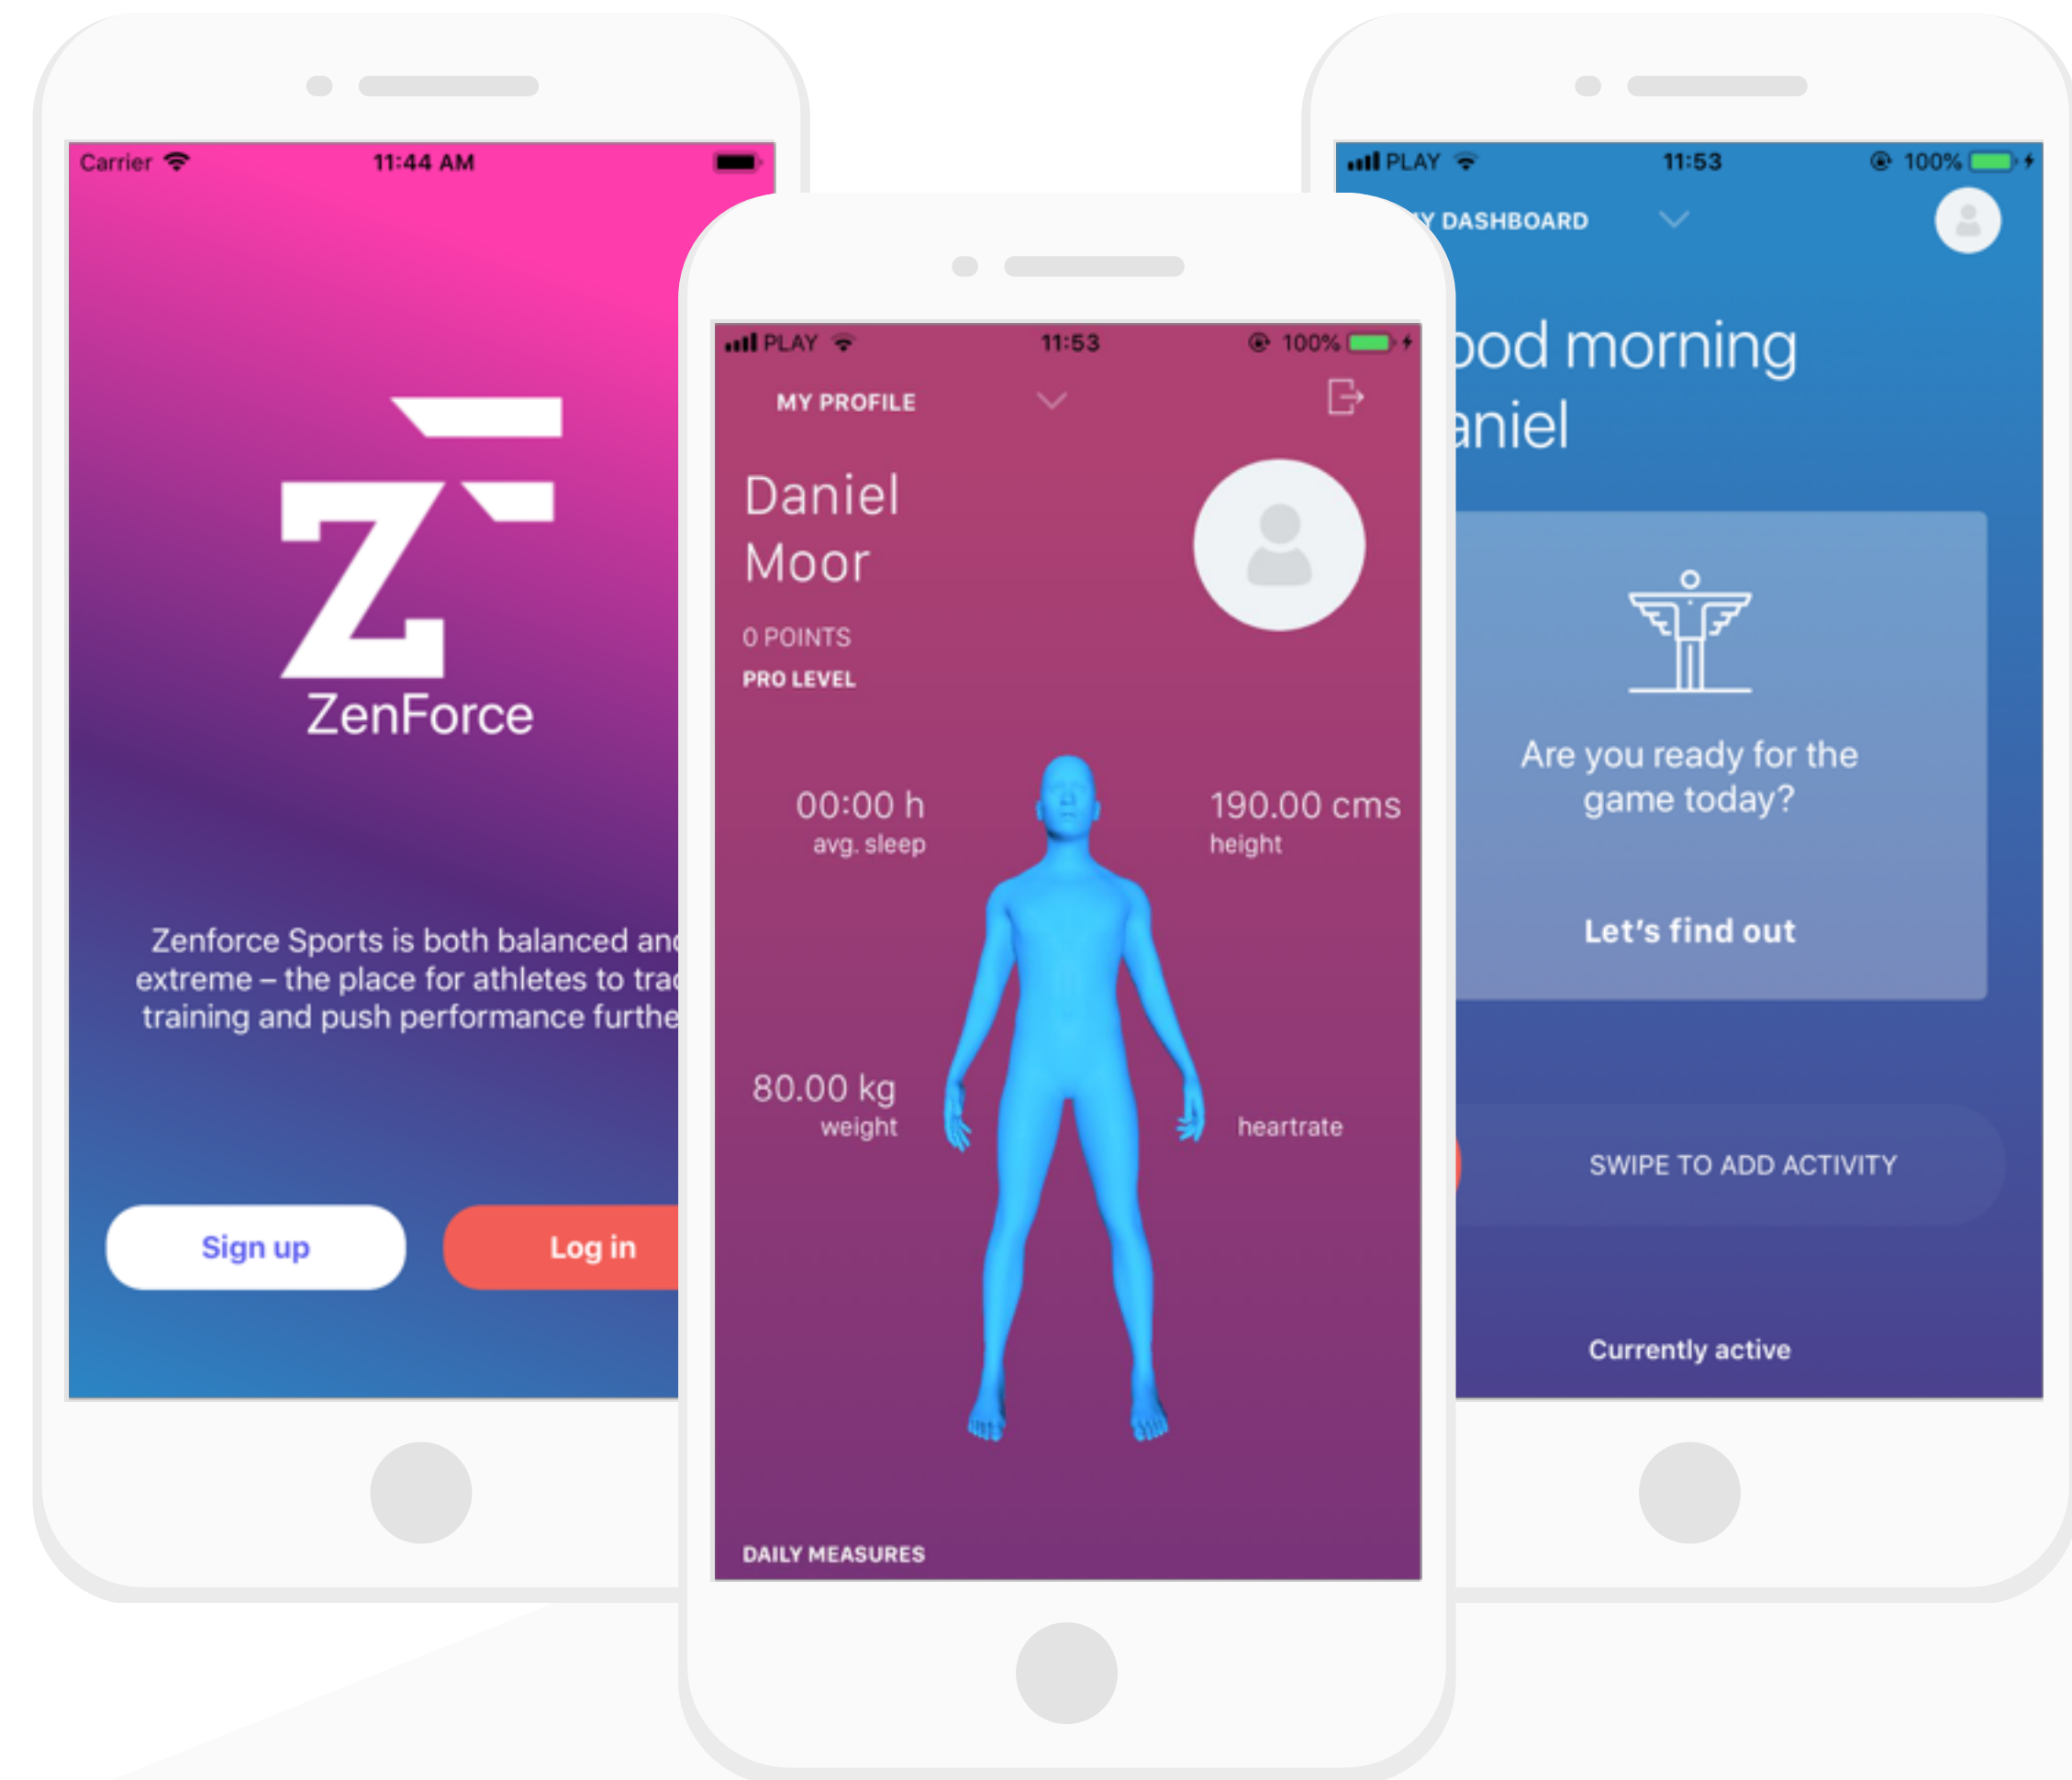 Carrier 11:44 AM
ZF
ZenForce
Zenforce Sports is both balanced and
extreme – the place for athletes to trac
training and push performance furthe
Sign up Log in
PLAY 11:53 100%
MY PROFILE
Daniel
Moor
0 POINTS
PRO LEVEL
00:00 h 190.00 cms
avg. sleep height
80.00 kg
weight heartrate
DAILY MEASURES
PLAY 11:53 100%
Y DASHBOARD
ood morning
aniel
Are you ready for the
game today?
Let's find out
SWIPE TO ADD ACTIVITY
Currently active